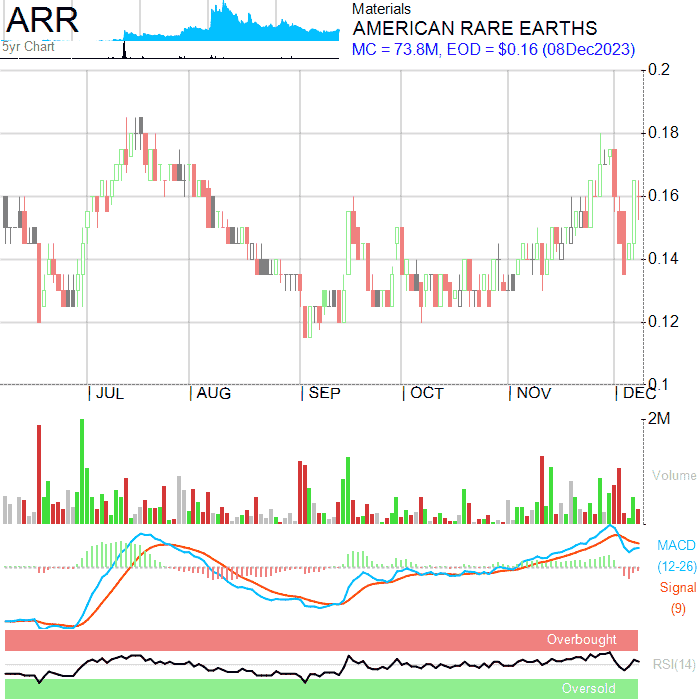 ARR
5yr Chart
Materials
AMERICAN RARE EARTHS
MC = 73.8M, EOD = $0.16 (08Dec2023)
0.2
0.18
0.16
0.14
0.12
0.1
JUL AUG SEP OCT NOV DEC
2M
Volume
MACD
(12-26)
Signal
(9)
Overbought
RSI(14)
Oversold